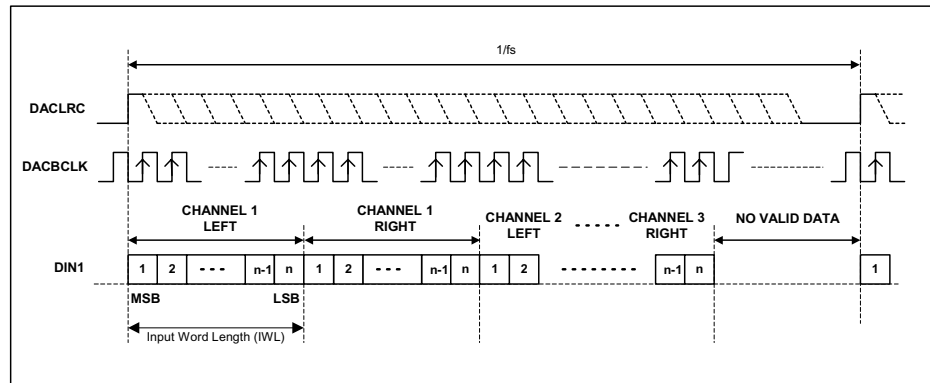 1/fs
DACLRC
DACBCLK
CHANNEL 1 LEFT
CHANNEL 1 RIGHT
CHANNEL 2 LEFT
CHANNEL 3 RIGHT
NO VALID DATA
DIN1
1 2 n-1 n 1 2 n-1 n 1 2 n-1 n 1
MSB LSB
Input Word Length (IWL)